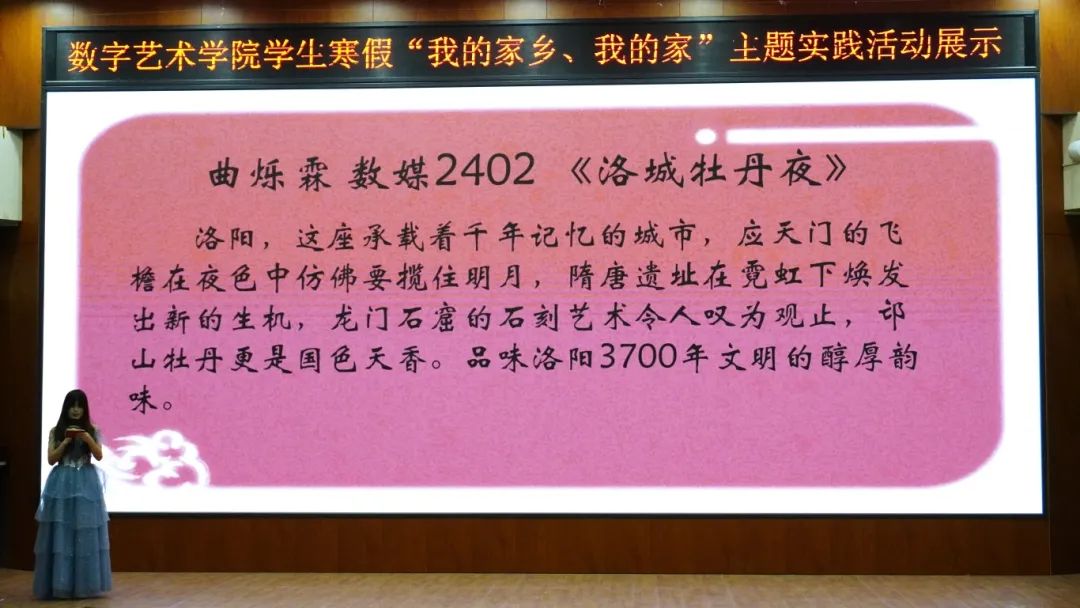 数字艺术学院学生寒假“我的家乡、我的家”主题实践活动展示
曲烁霖 数媒2402 《洛城牡丹夜》
洛阳，这座承载着千年记忆的城市，应天门的飞
檐在夜色中仿佛要揽住明月，隋唐遗址在霓虹下焕发
出新的生机，龙门石窟的石刻艺术令人叹为观止，邙
山牡丹更是国色天香。品味洛阳3700年文明的醇厚韵
味。